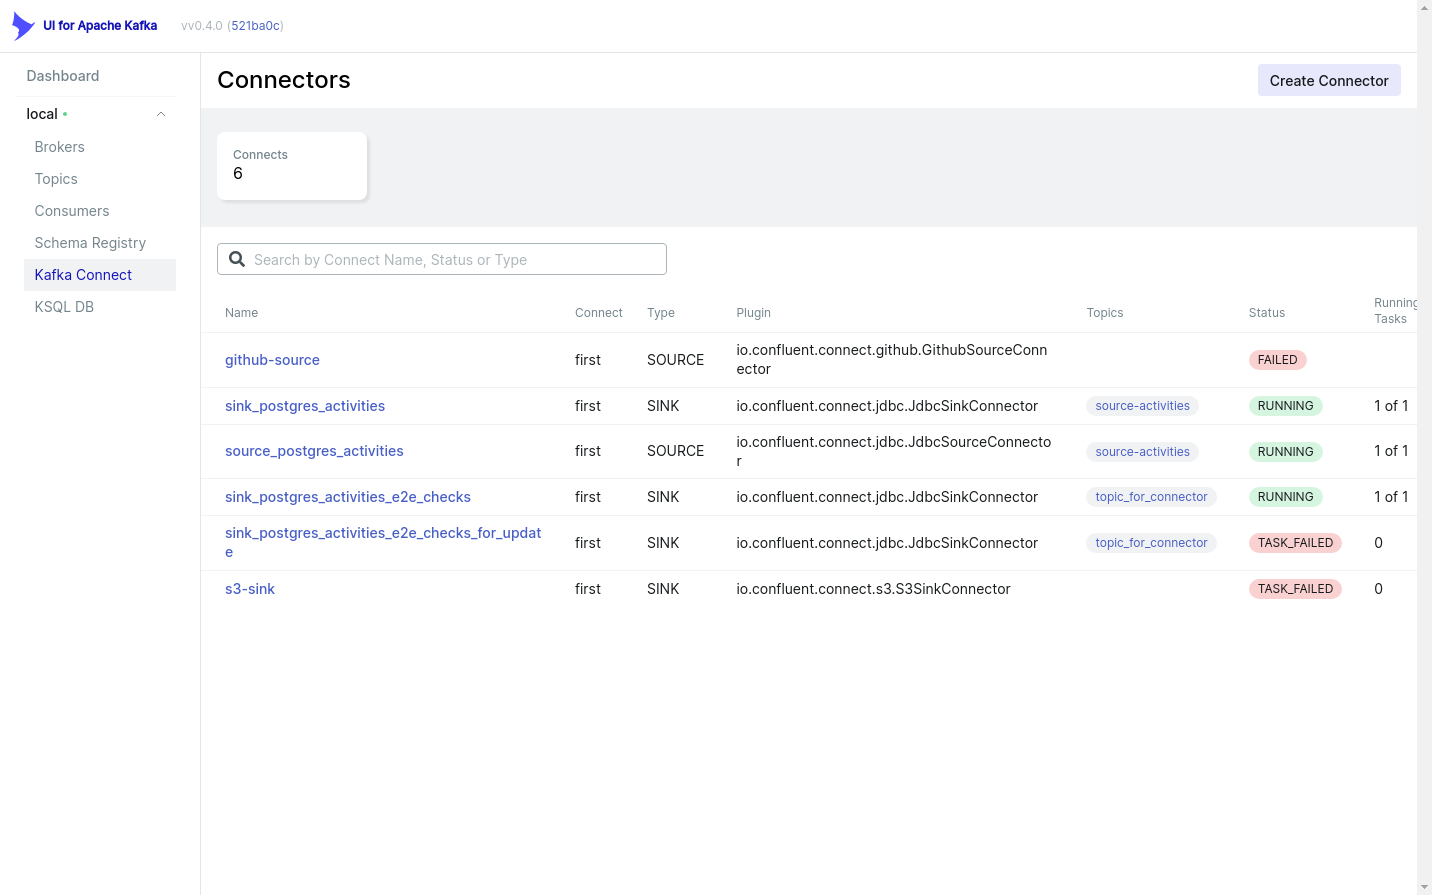 UI for Apache Kafka vv0.4.0 (521ba0c)
Dashboard
local
Brokers
Topics
Consumers
Schema Registry
Kafka Connect
KSQL DB
Connectors
Create Connector
Connects
6
Search by Connect Name, Status or Type
Name Connect Type Plugin Topics Status Running
Tasks
github-source first SOURCE io.confluent.connect.github.GithubSourceConn
ector FAILED
sink_postgres_activities first SINK io.confluent.connect.jdbc.JdbcSinkConnector source-activities RUNNING 1 of 1
source_postgres_activities first SOURCE io.confluent.connect.jdbc.JdbcSourceConnecto
r source-activities RUNNING 1 of 1
sink_postgres_activities_e2e_checks first SINK io.confluent.connect.jdbc.JdbcSinkConnector topic_for_connector RUNNING 1 of 1
sink_postgres_activities_e2e_checks_for_updat
e first SINK io.confluent.connect.jdbc.JdbcSinkConnector topic_for_connector TASK_FAILED 0
s3-sink first SINK io.confluent.connect.s3.S3SinkConnector TASK_FAILED 0